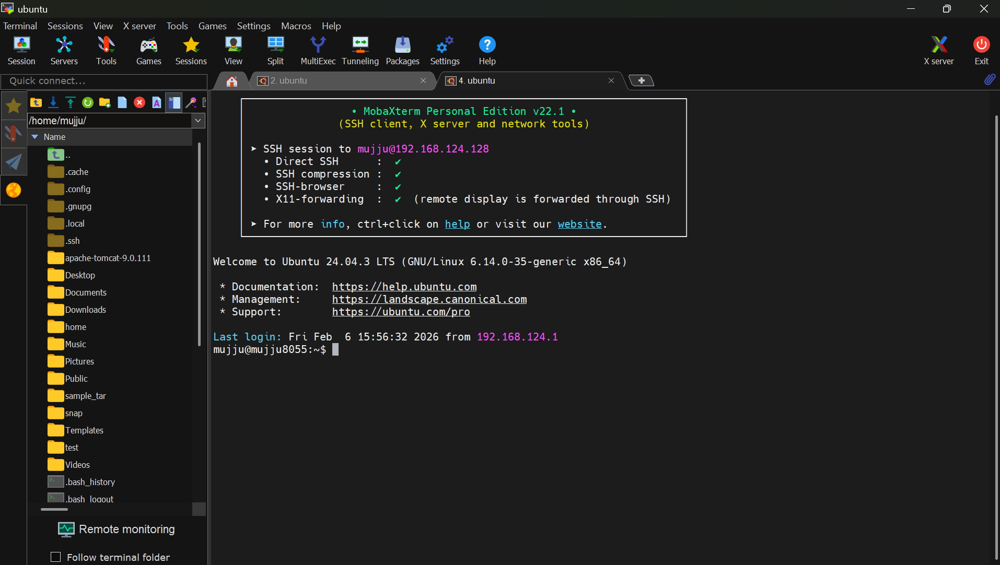 ubuntu
Terminal Sessions View X server Tools Games Settings Macros Help
Session Servers Tools Games Sessions View Split MultiExec Tunneling Packages Settings Help X server Exit
Quick connect...
2. ubuntu
4. ubuntu
/home/mujju/
Name
..
.cache
.config
.gnupg
.local
.ssh
apache-tomcat-9.0.111
Desktop
Documents
Downloads
home
Music
Pictures
Public
sample_tar
snap
Templates
test
Videos
.bash_history
.bash_logout
Remote monitoring
Follow terminal folder
• MobaXterm Personal Edition v22.1 •
(SSH client, X server and network tools)
➤ SSH session to mujju@192.168.124.128
• Direct SSH : ✔
• SSH compression : ✔
• SSH-browser : ✔
• X11-forwarding : ✔ (remote display is forwarded through SSH)
➤ For more info, ctrl+click on help or visit our website.
Welcome to Ubuntu 24.04.3 LTS (GNU/Linux 6.14.0-35-generic x86_64)
* Documentation: https://help.ubuntu.com
* Management: https://landscape.canonical.com
* Support: https://ubuntu.com/pro
Last login: Fri Feb 6 15:56:32 2026 from 192.168.124.1
mujju@mujju8055:~$